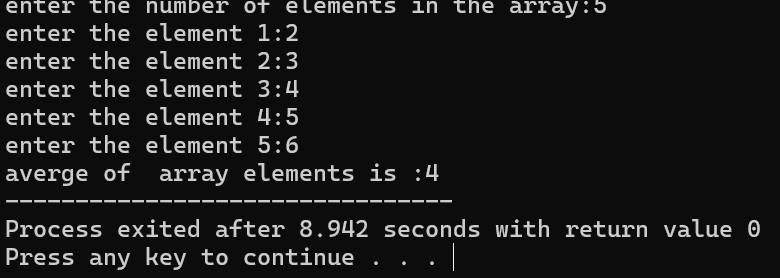 enter the number of elements in the array:5
enter the element 1:2
enter the element 2:3
enter the element 3:4
enter the element 4:5
enter the element 5:6
averge of  array elements is :4
--------------------------------
Process exited after 8.942 seconds with return value 0
Press any key to continue . . .